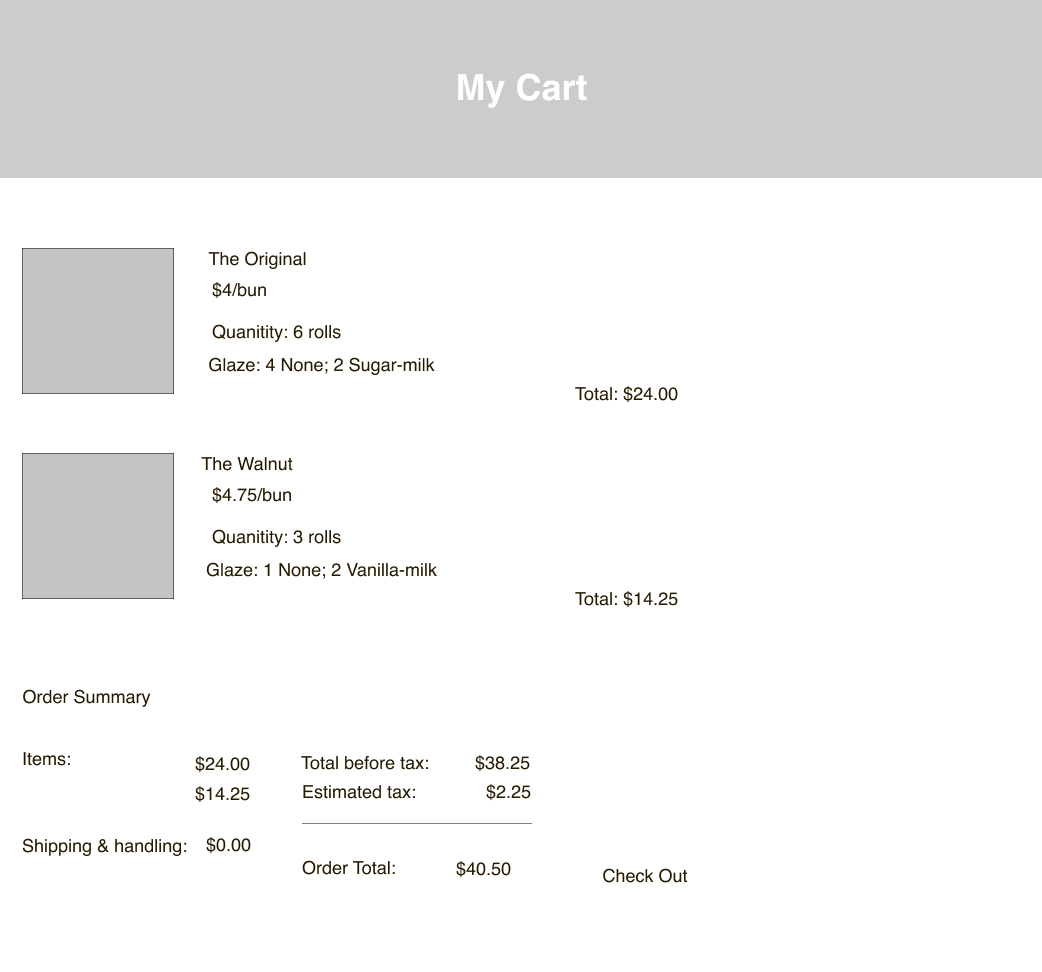 My Cart
The Original
$4/bun
Quanitity: 6 rolls
Glaze: 4 None; 2 Sugar-milk
Total: $24.00
The Walnut
$4.75/bun
Quanitity: 3 rolls
Glaze: 1 None; 2 Vanilla-milk
Total: $14.25
Order Summary
Items: $24.00
$14.25
Shipping & handling: $0.00
Total before tax: $38.25
Estimated tax: $2.25
Order Total: $40.50
Check Out